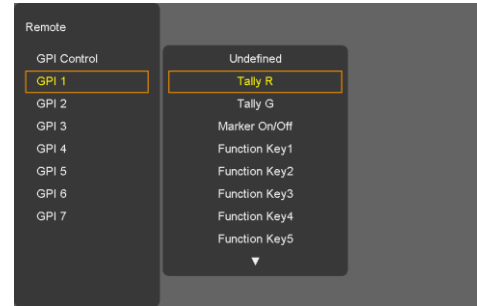 Remote
GPI Control
GPI 1
GPI 2
GPI 3
GPI 4
GPI 5
GPI 6
GPI 7
Undefined
Tally R
Tally G
Marker On/Off
Function Key1
Function Key2
Function Key3
Function Key4
Function Key5
▼